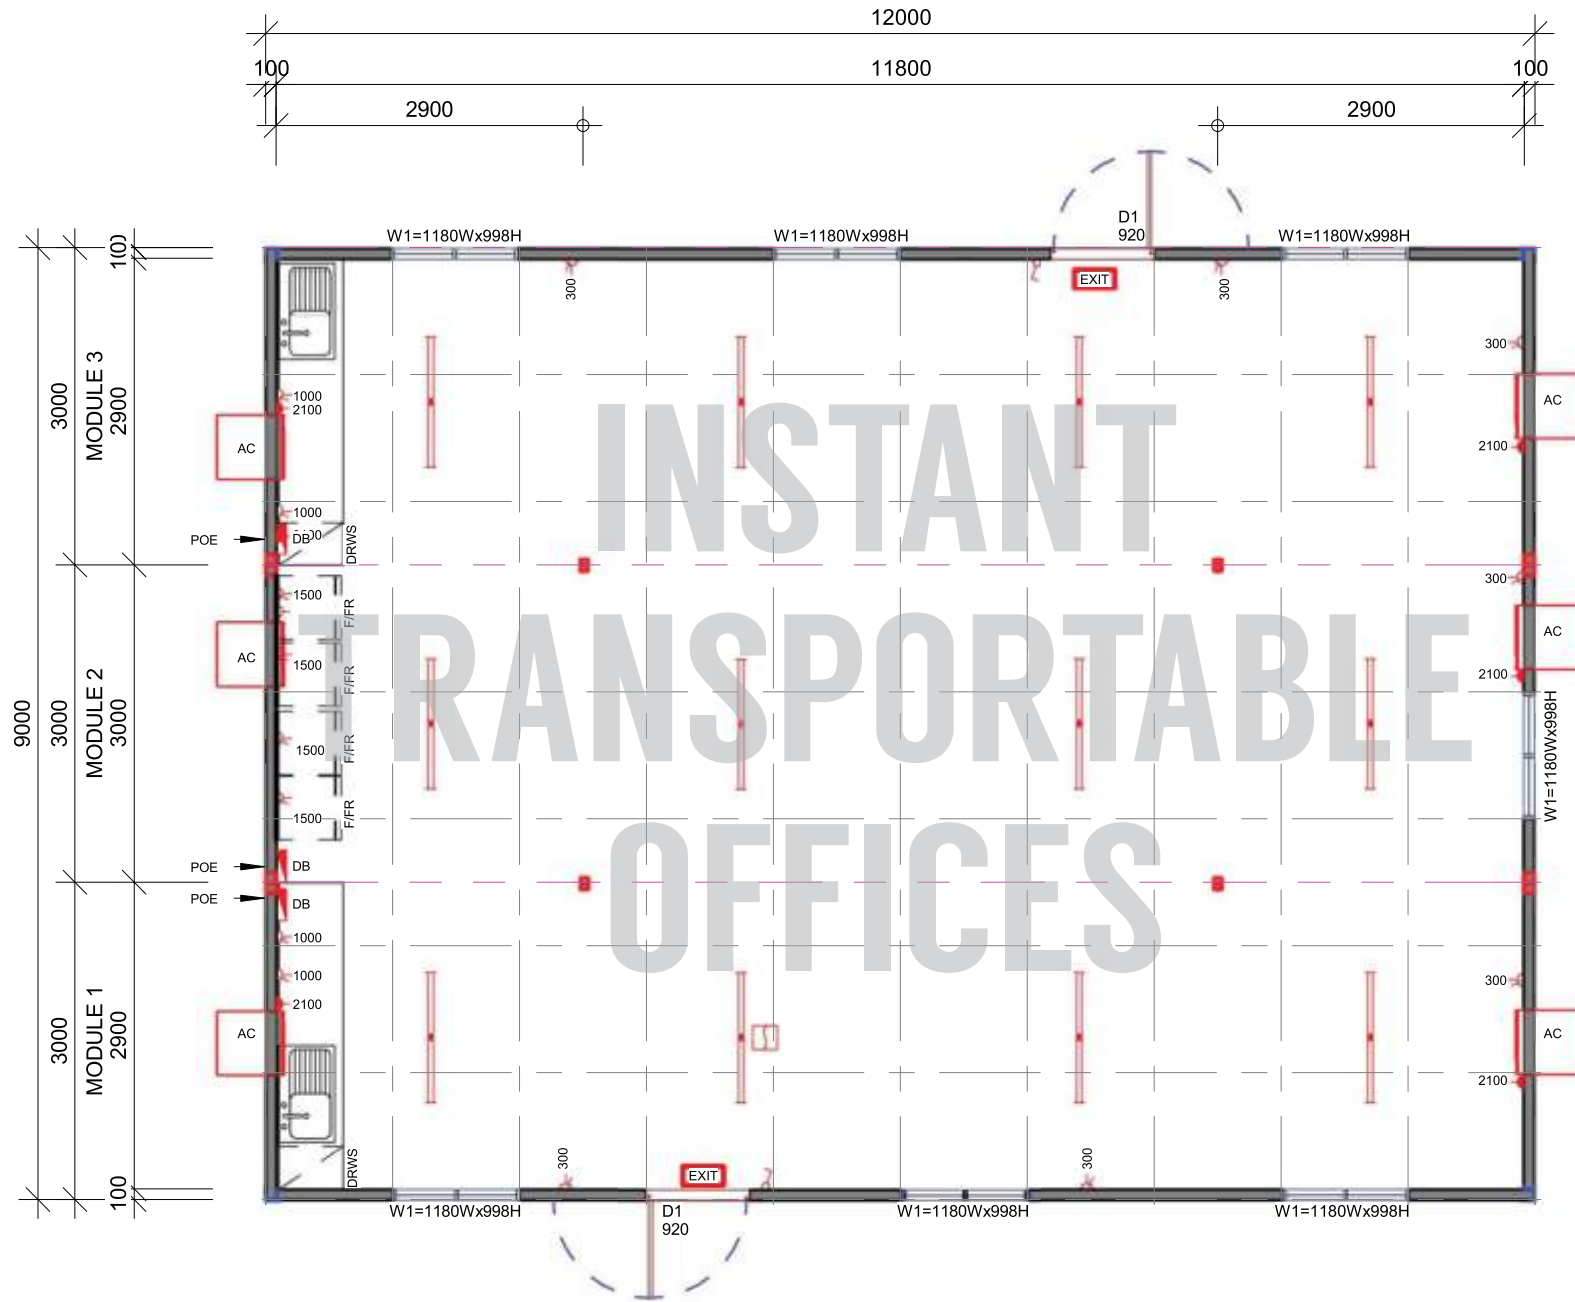 12000
100
11800
100
2900
2900
D1
920
W1=1180Wx998H
W1=1180Wx998H
W1=1180Wx998H
100
EXIT
300
300
300
MODULE 3
3000
2900
1000
2100
AC
AC
2100
1000
DB
DRWS
POE
300
1500
F/FR
AC
AC
1500
F/FR
2100
INSTANT
TRANSPORTABLE
OFFICES
9000
3000
MODULE 2
3000
W1=1180Wx998H
1500
F/FR
1500
F/FR
POE
DB
POE
DB
1000
1000
300
2100
AC
AC
3000
MODULE 1
2900
2100
DRWS
300
300
EXIT
100
W1=1180Wx998H
D1
920
W1=1180Wx998H
W1=1180Wx998H